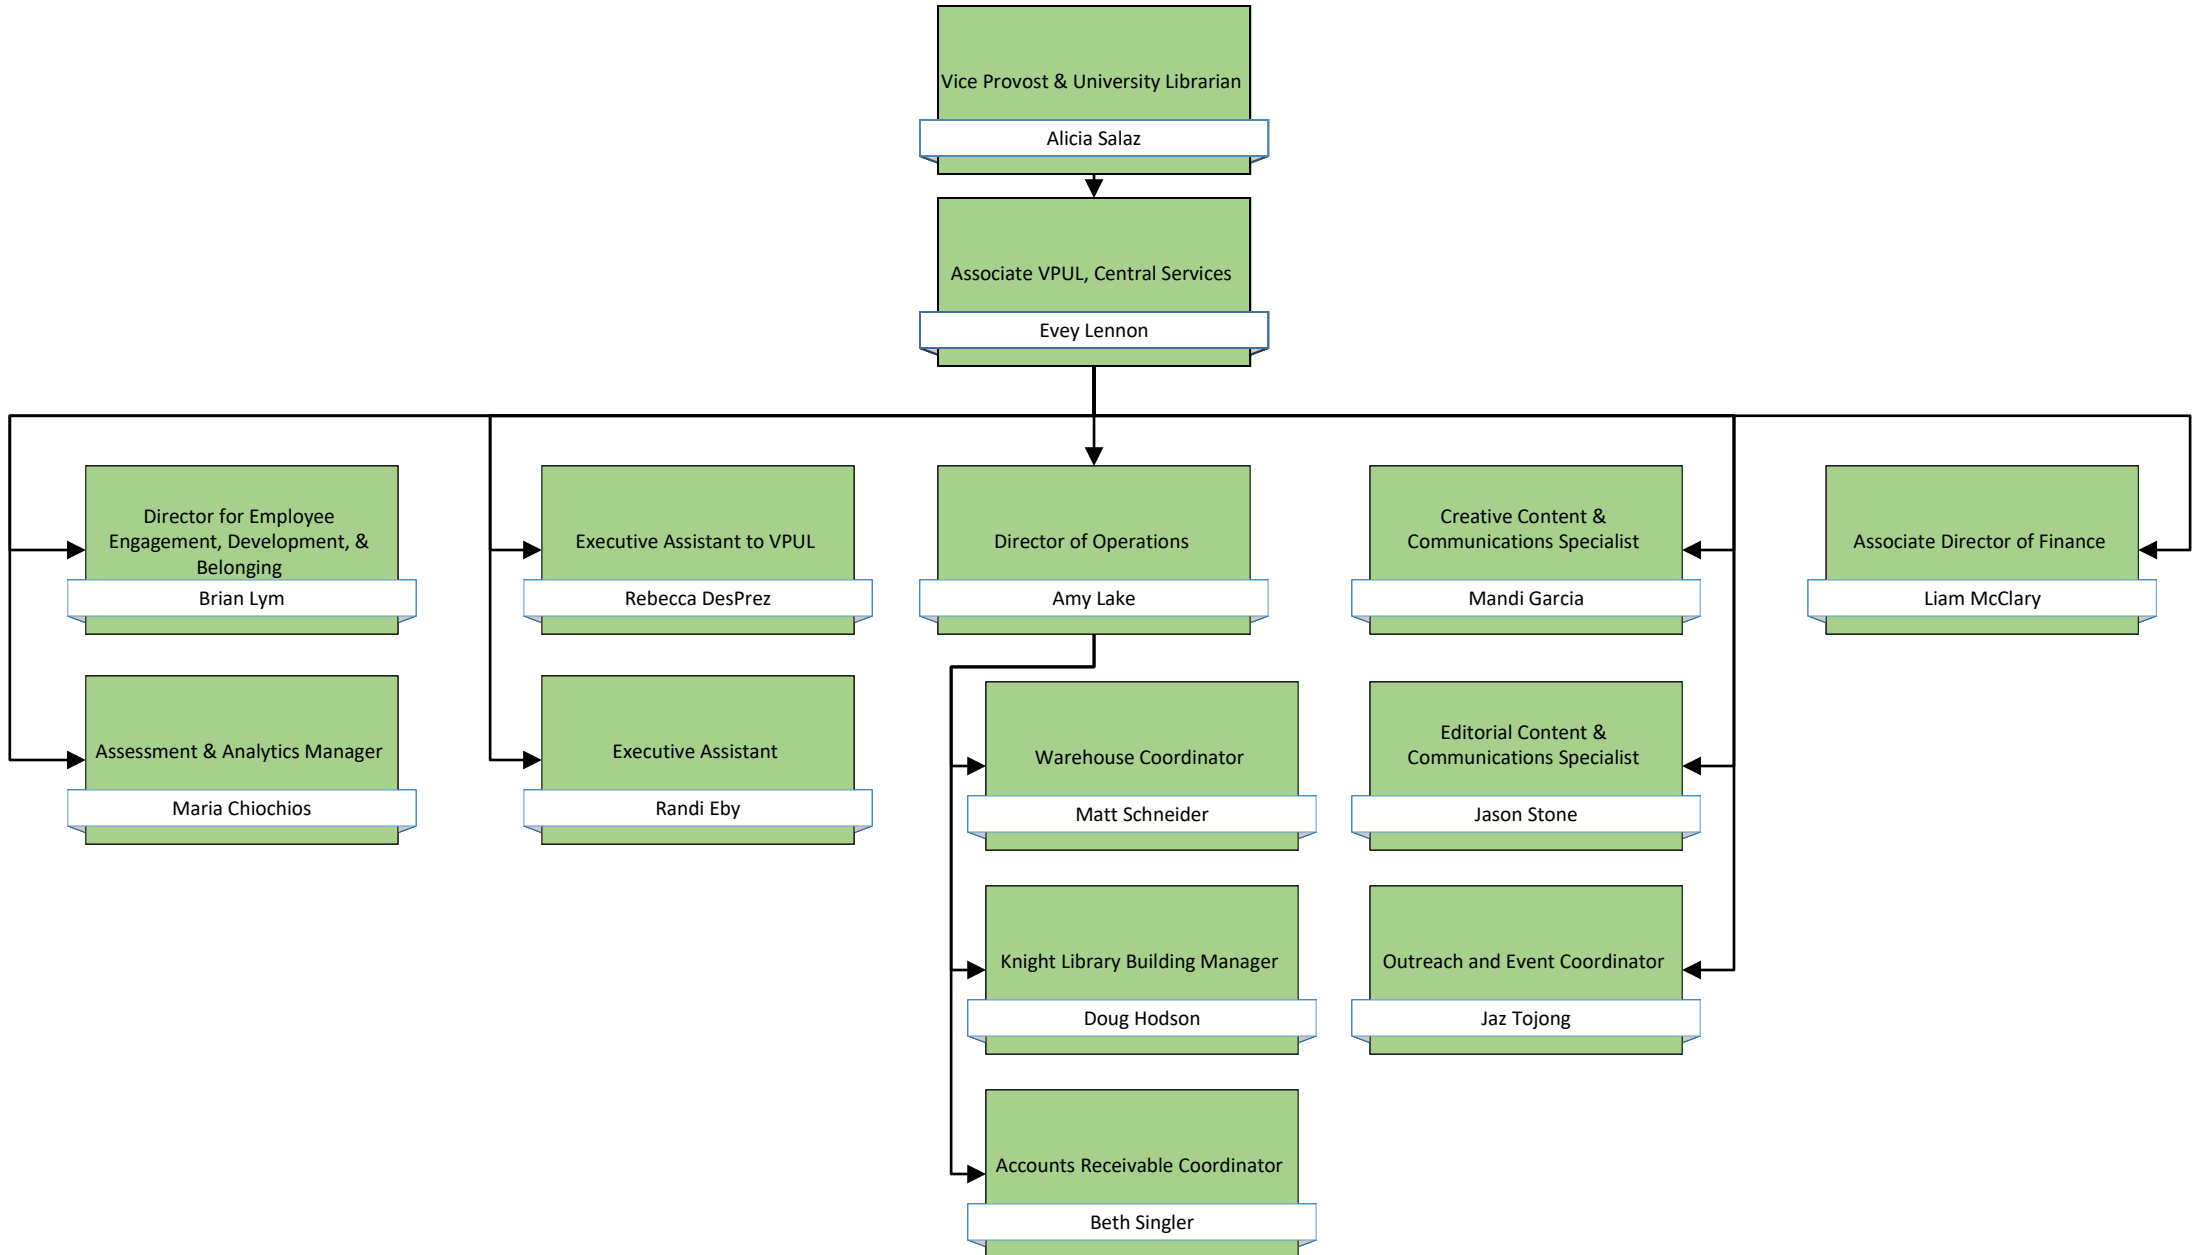 Vice Provost & University Librarian
Alicia Salaz
Associate VPUL, Central Services
Evey Lennon
Director for Employee
Engagement, Development, &
Belonging
Brian Lym
Executive Assistant to VPUL
Rebecca DesPrez
Director of Operations
Amy Lake
Creative Content &
Communications Specialist
Mandi Garcia
Associate Director of Finance
Liam McClary
Assessment & Analytics Manager
Maria Chiochios
Executive Assistant
Randi Eby
Warehouse Coordinator
Matt Schneider
Editorial Content &
Communications Specialist
Jason Stone
Knight Library Building Manager
Doug Hodson
Outreach and Event Coordinator
Jaz Tojong
Accounts Receivable Coordinator
Beth Singler